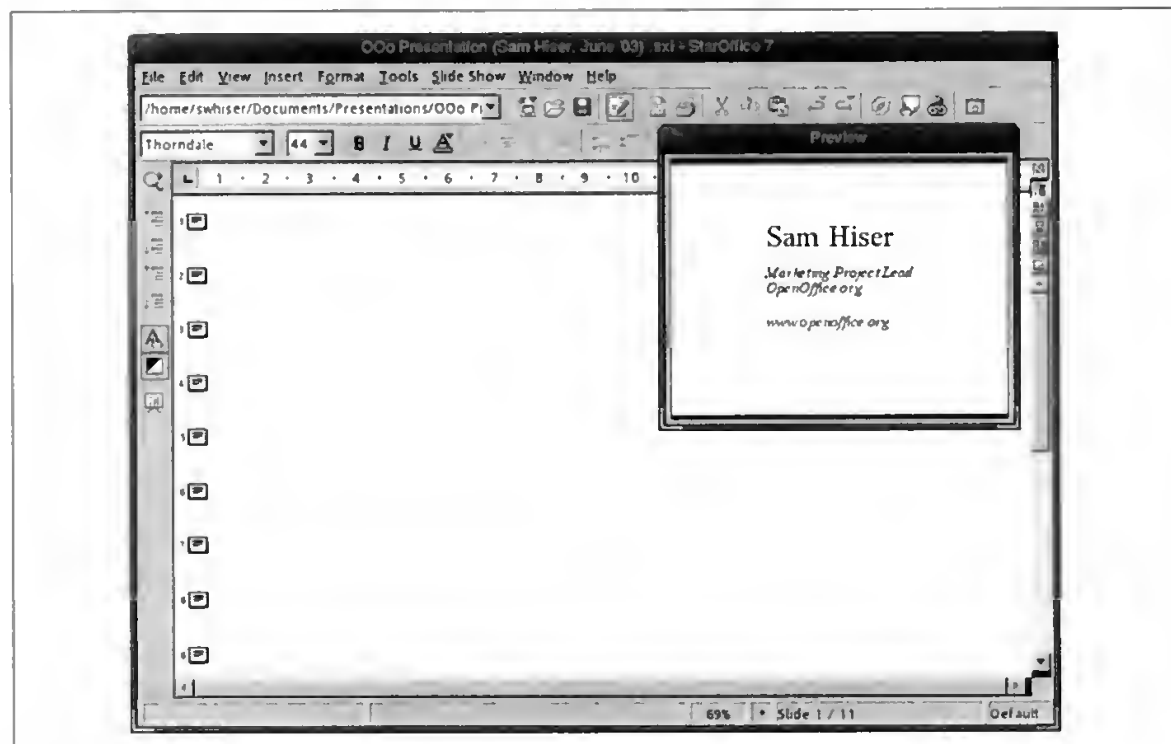 OOo Presentation (Sam Hiser, June '03) .sxi - StarOffice 7
File Edit View Insert Format Tools Slide Show Window Help
/home/swhiser/Documents/Presentations/OOo Pr
Thorndale 44 B I U A
Preview
1 2 3 4 5 6 7 8 9 10
Sam Hiser
Marketing Project Lead
OpenOffice.org
www.openoffice.org
1
2
3
4
5
6
7
8
9
69% * Slide 1 / 11 Default